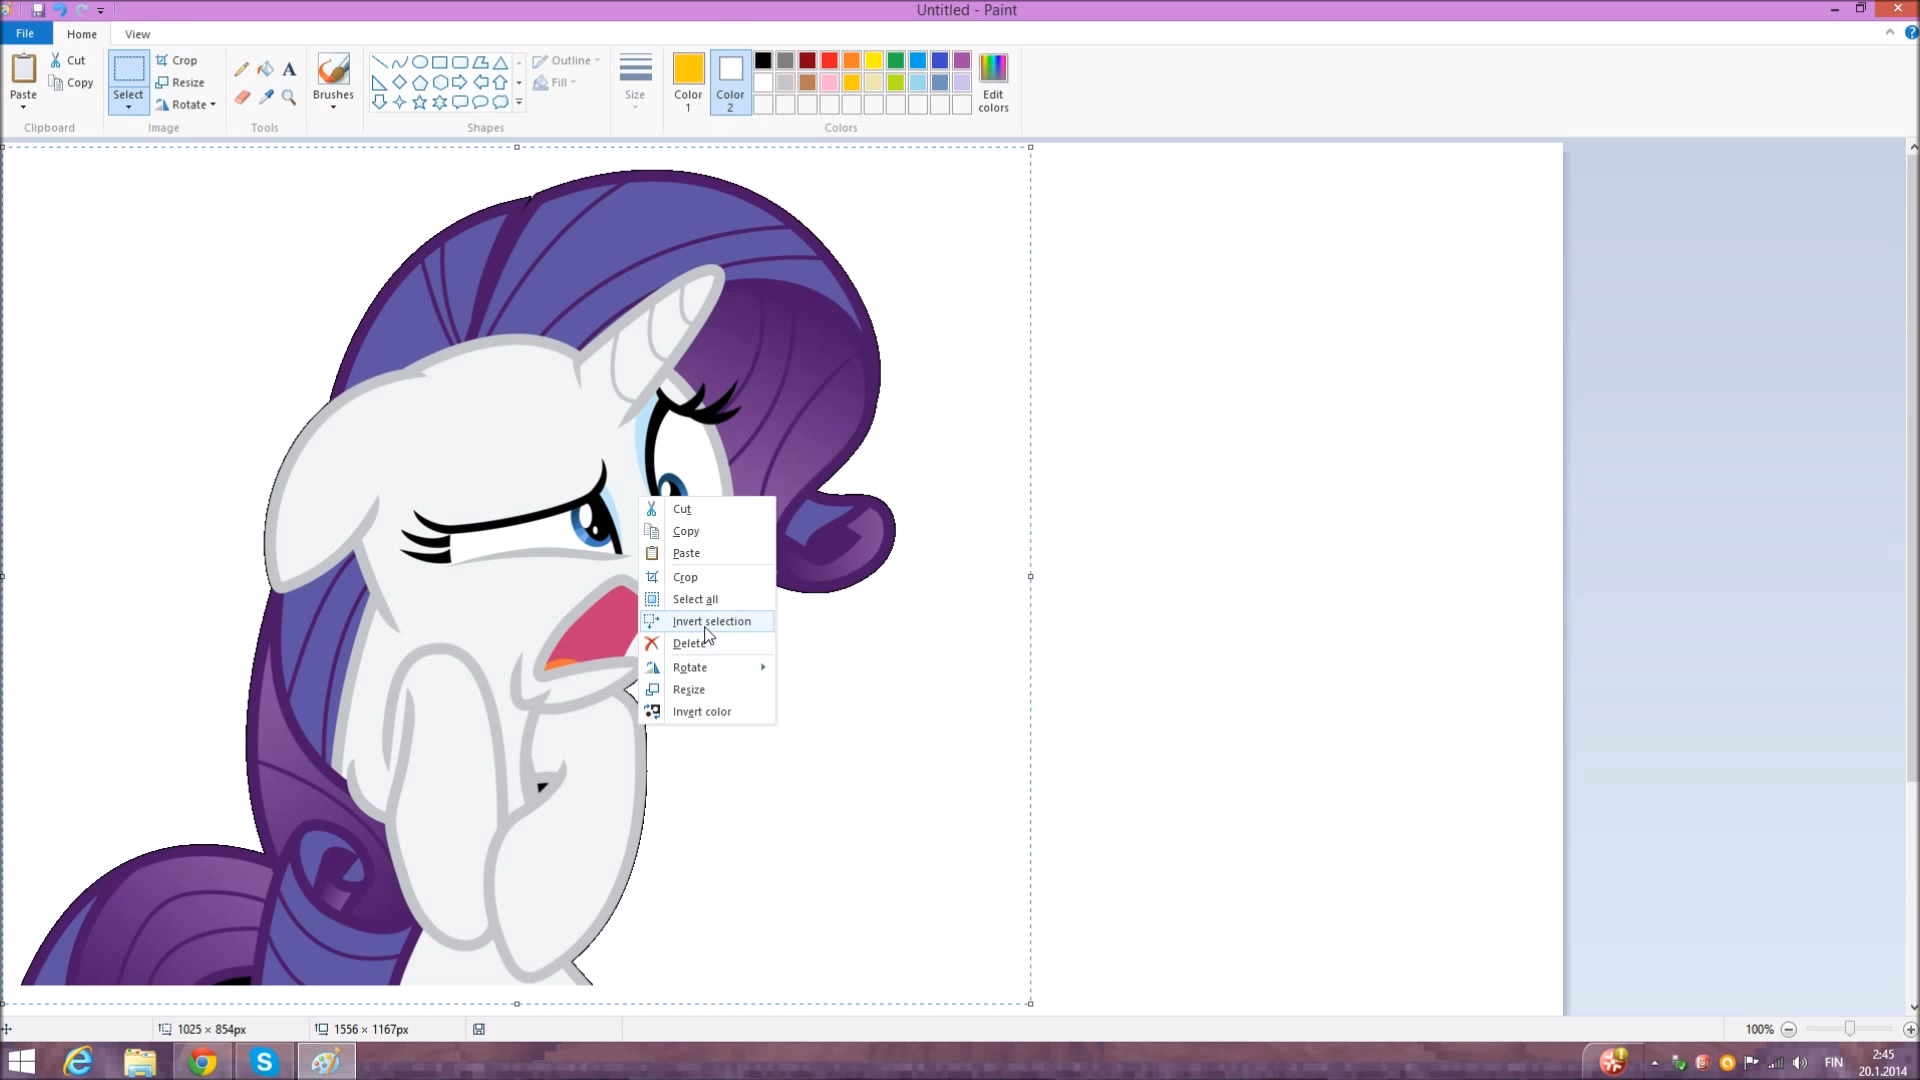 Untitled - Paint
File Home View
Paste
Cut
Copy
Clipboard
Select
Crop
Resize
Rotate
Image
A
Tools
Brushes
Shapes
Outline
Fill
Size
Color
1
Color
2
Edit
colors
Colors
Cut
Copy
Paste
Crop
Select all
Invert selection
Delete
Rotate
Resize
Invert color
1025 × 854px
1556 × 1167px
100%
FIN
2:45
20.1.2014